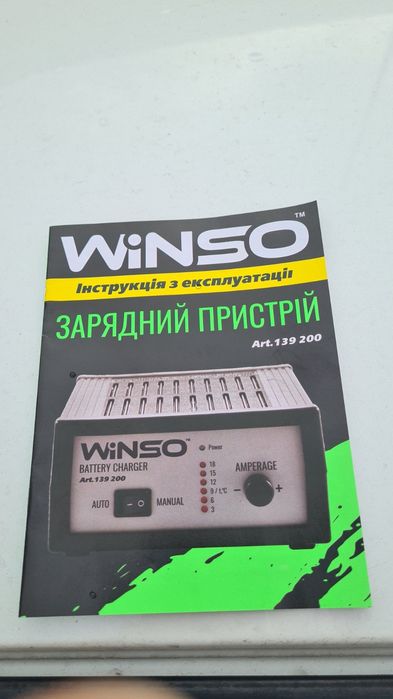 WiNSO™
Інструкція з експлуатації
ЗАРЯДНИЙ ПРИСТРІЙ
Art.139 200
WiNSO™
BATTERY CHARGER
Art.139 200
Power
18
15
12
9 / t,°C
6
3
AMPERAGE
− +
AUTO - o MANUAL